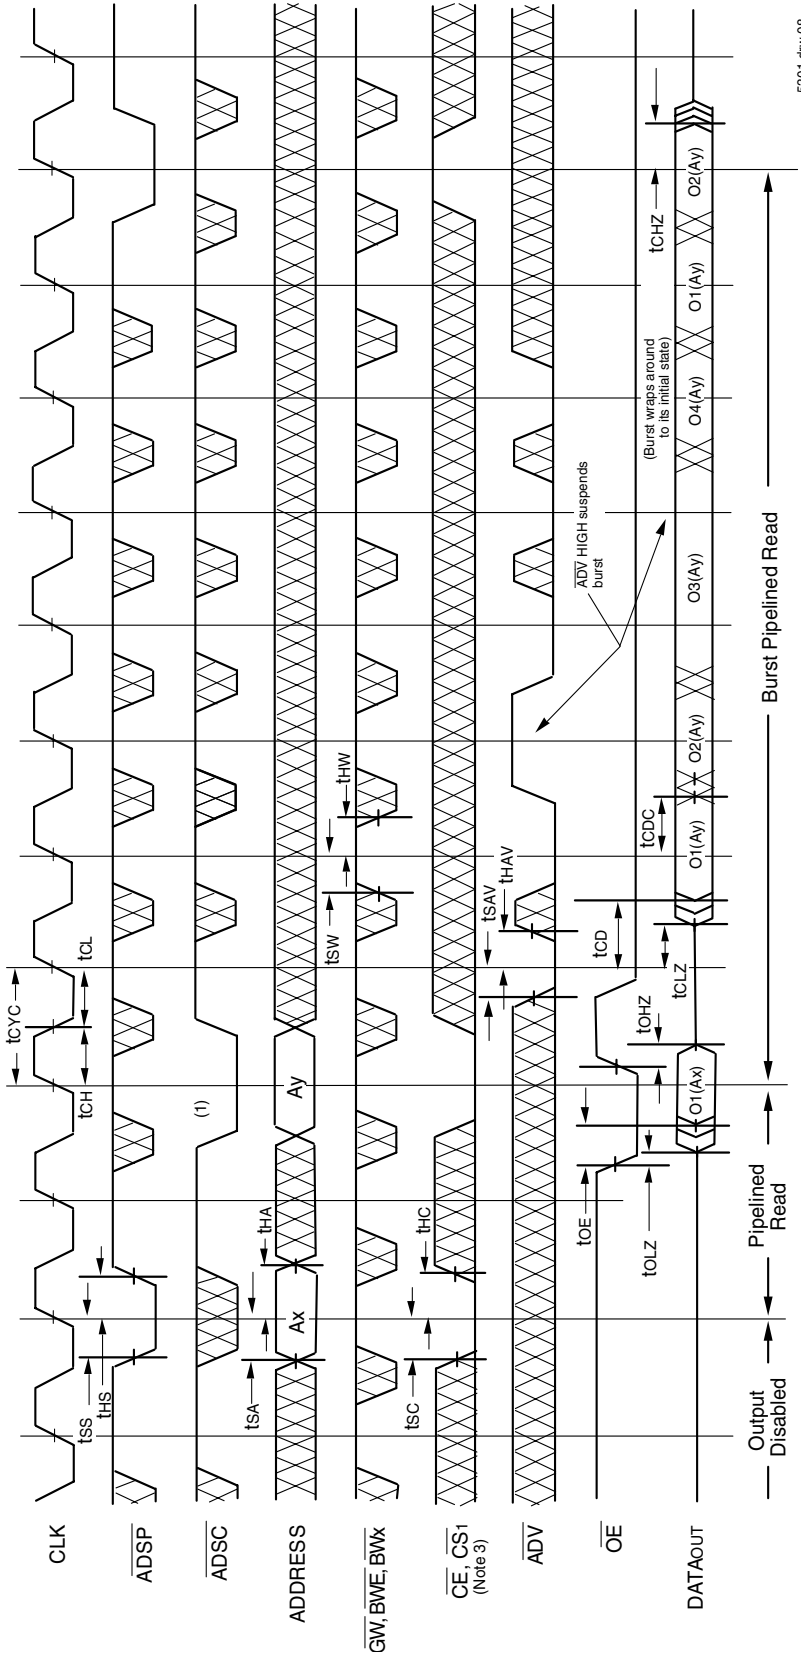 CLK
tCYC
tCH
tCL
ADSP
tSS
tHS
ADSC
(1)
ADDRESS
tSA
tHA
Ax
Ay
GW, BWE, BWx
tSW
tHW
CE, CS1
(Note 3)
tSC
tHC
ADV
tSAV
tHAV
ADV HIGH suspends
burst
OE
tOE
tOHZ
tCD
tOLZ
tCLZ
tCDC
tCHZ
(Burst wraps around
to its initial state)
DATAOUT
O1(Ax)
O1(Ay)
O2(Ay)
O3(Ay)
O4(Ay)
O1(Ay)
O2(Ay)
Output
Disabled
Pipelined
Read
Burst Pipelined Read